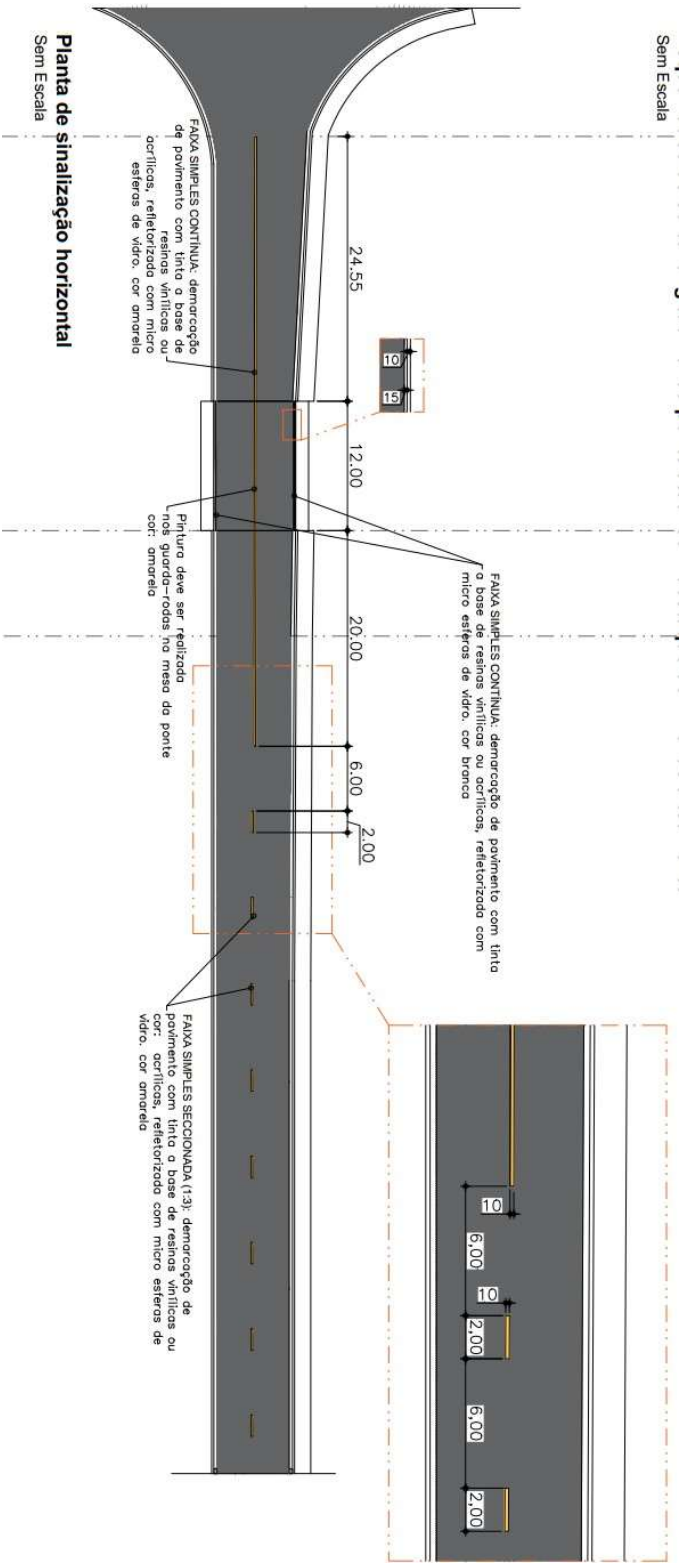 Sem Escala
24.55
12.00
20.00
6.00
2.00
10
15
FAIXA SIMPLES CONTÍNUA: demarcação de pavimento com tinta
a base de resinas vinílicas ou acrílicas, refletorizada com
micro esferas de vidro. cor branca
FAIXA SIMPLES CONTÍNUA: demarcação
de pavimento com tinta a base de
resinas vinílicas ou
acrílicas, refletorizada com micro
esferas de vidro. cor amarela
Pintura deve ser realizada
nos guarda-rodas na mesa da ponte
cor: amarela
FAIXA SIMPLES SECCIONADA (1:3): demarcação de
pavimento com tinta a base de resinas vinílicas ou
cor: acrílicas, refletorizada com micro esferas de
vidro. cor amarela
10
6,00
10
2,00
6,00
2,00
Planta de sinalização horizontal
Sem Escala